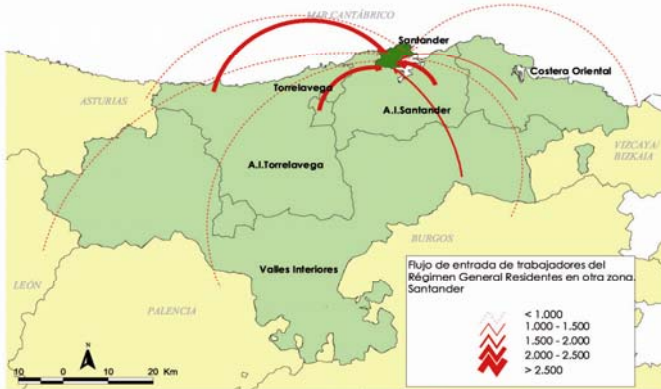 MAR CANTÁBRICO
Santander
Costera Oriental
Torrelavega
ASTURIAS
A.I.Santander
VIZCAYA/
BIZKAIA
A.I.Torrelavega
BURGOS
Valles Interiores
LEÓN
PALENCIA
Flujo de entrada de trabajadores del
Régimen General Residentes en otra zona.
Santander
< 1.000
1.000 - 1.500
1.500 - 2.000
2.000 - 2.500
> 2.500
N
10 0 10 20 Km